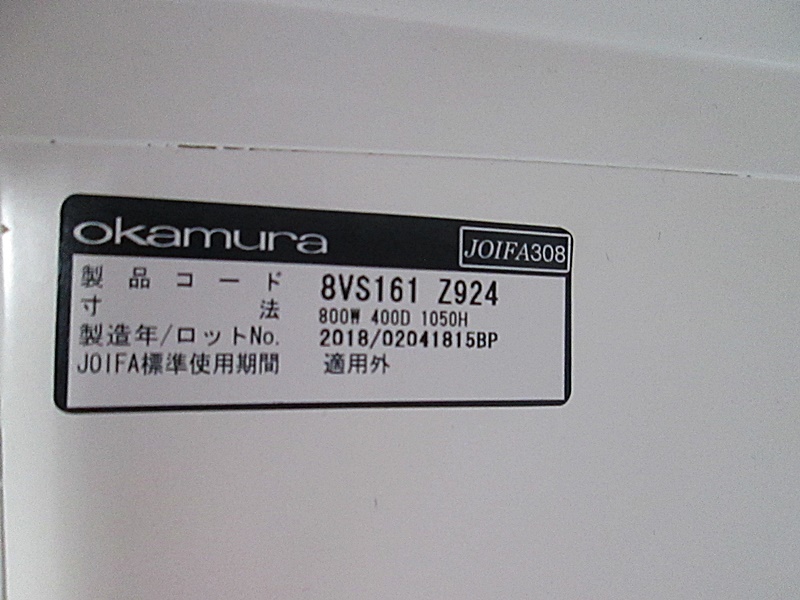 okamura JOIFA308
製品コード 8VS161 Z924
寸法 800W 400D 1050H
製造年/ロットNo. 2018/02041815BP
JOIFA標準使用期間 適用外